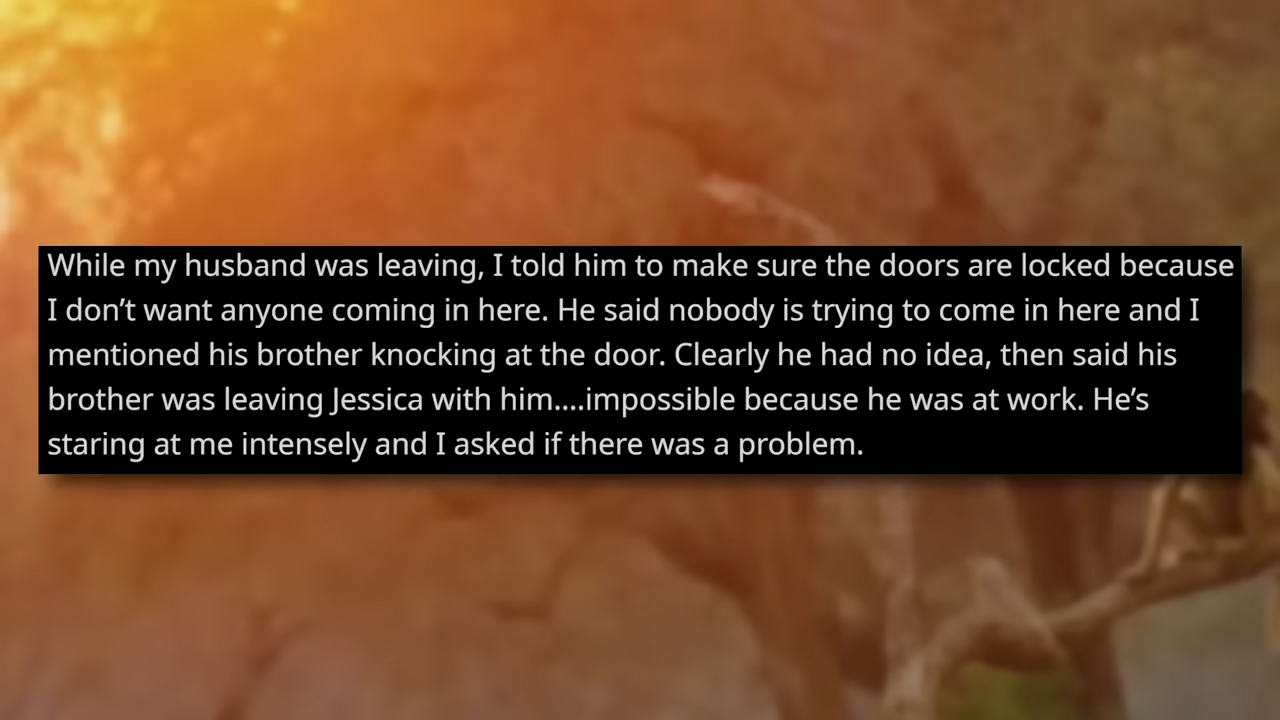 While my husband was leaving, I told him to make sure the doors are locked because
I don’t want anyone coming in here. He said nobody is trying to come in here and I
mentioned his brother knocking at the door. Clearly he had no idea, then said his
brother was leaving Jessica with him....impossible because he was at work. He’s
staring at me intensely and I asked if there was a problem.